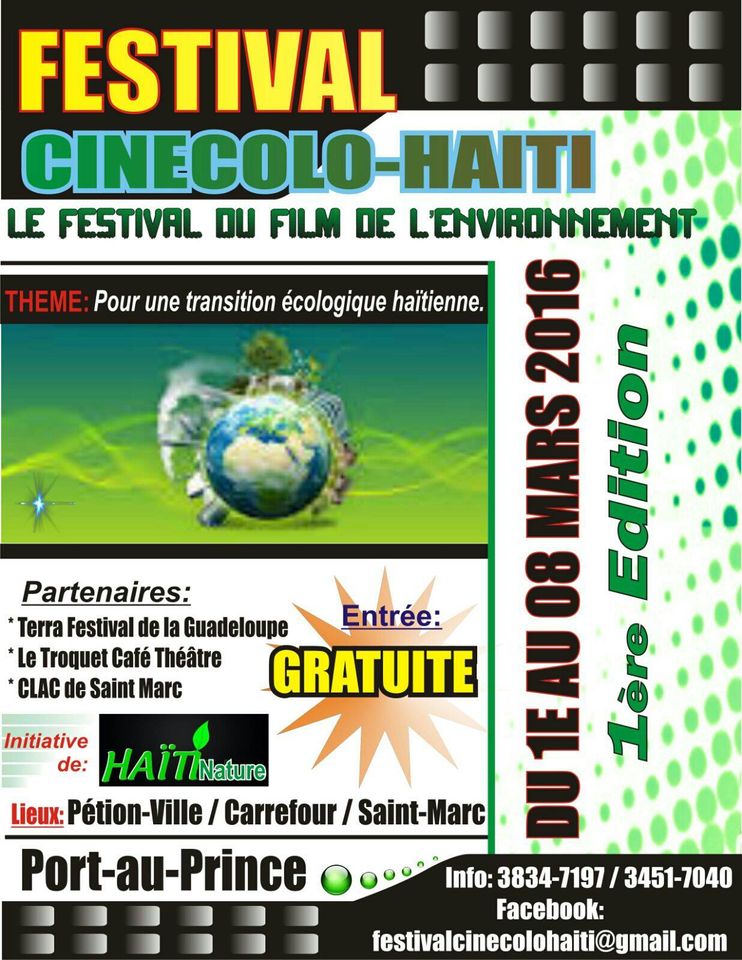 FESTIVAL
CINECOLO-HAITI
LE FESTIVAL DU FILM DE L'ENVIRONNEMENT
THEME: Pour une transition écologique haïtienne.
DU 1E AU 08 MARS 2016
1ère Edition
Partenaires:
* Terra Festival de la Guadeloupe
* Le Troquet Café Théâtre
* CLAC de Saint Marc
Entrée:
GRATUITE
Initiative
de:
HAÏTI Nature
Lieux: Pétion-Ville / Carrefour / Saint-Marc
Port-au-Prince
Info: 3834-7197 / 3451-7040
Facebook:
festivalcinecolohaiti@gmail.com